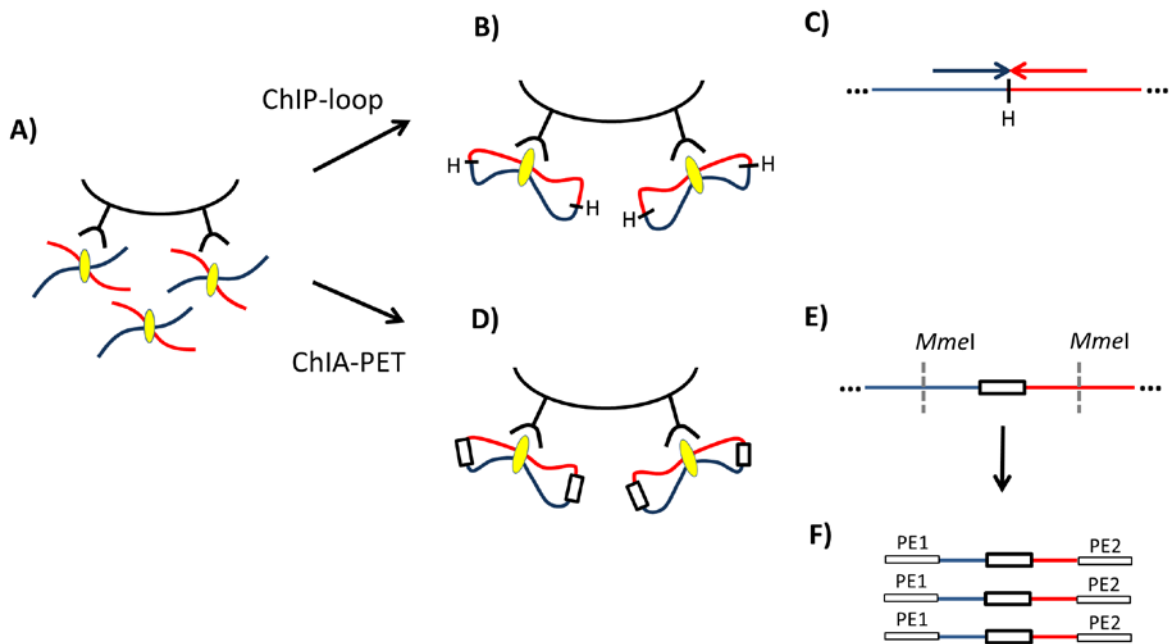 A)
ChIP-loop
ChIA-PET
B)
H
H
H
H
C)
...
...
H
D)
E)
MmeI
MmeI
...
...
F)
PE1
PE2
PE1
PE2
PE1
PE2